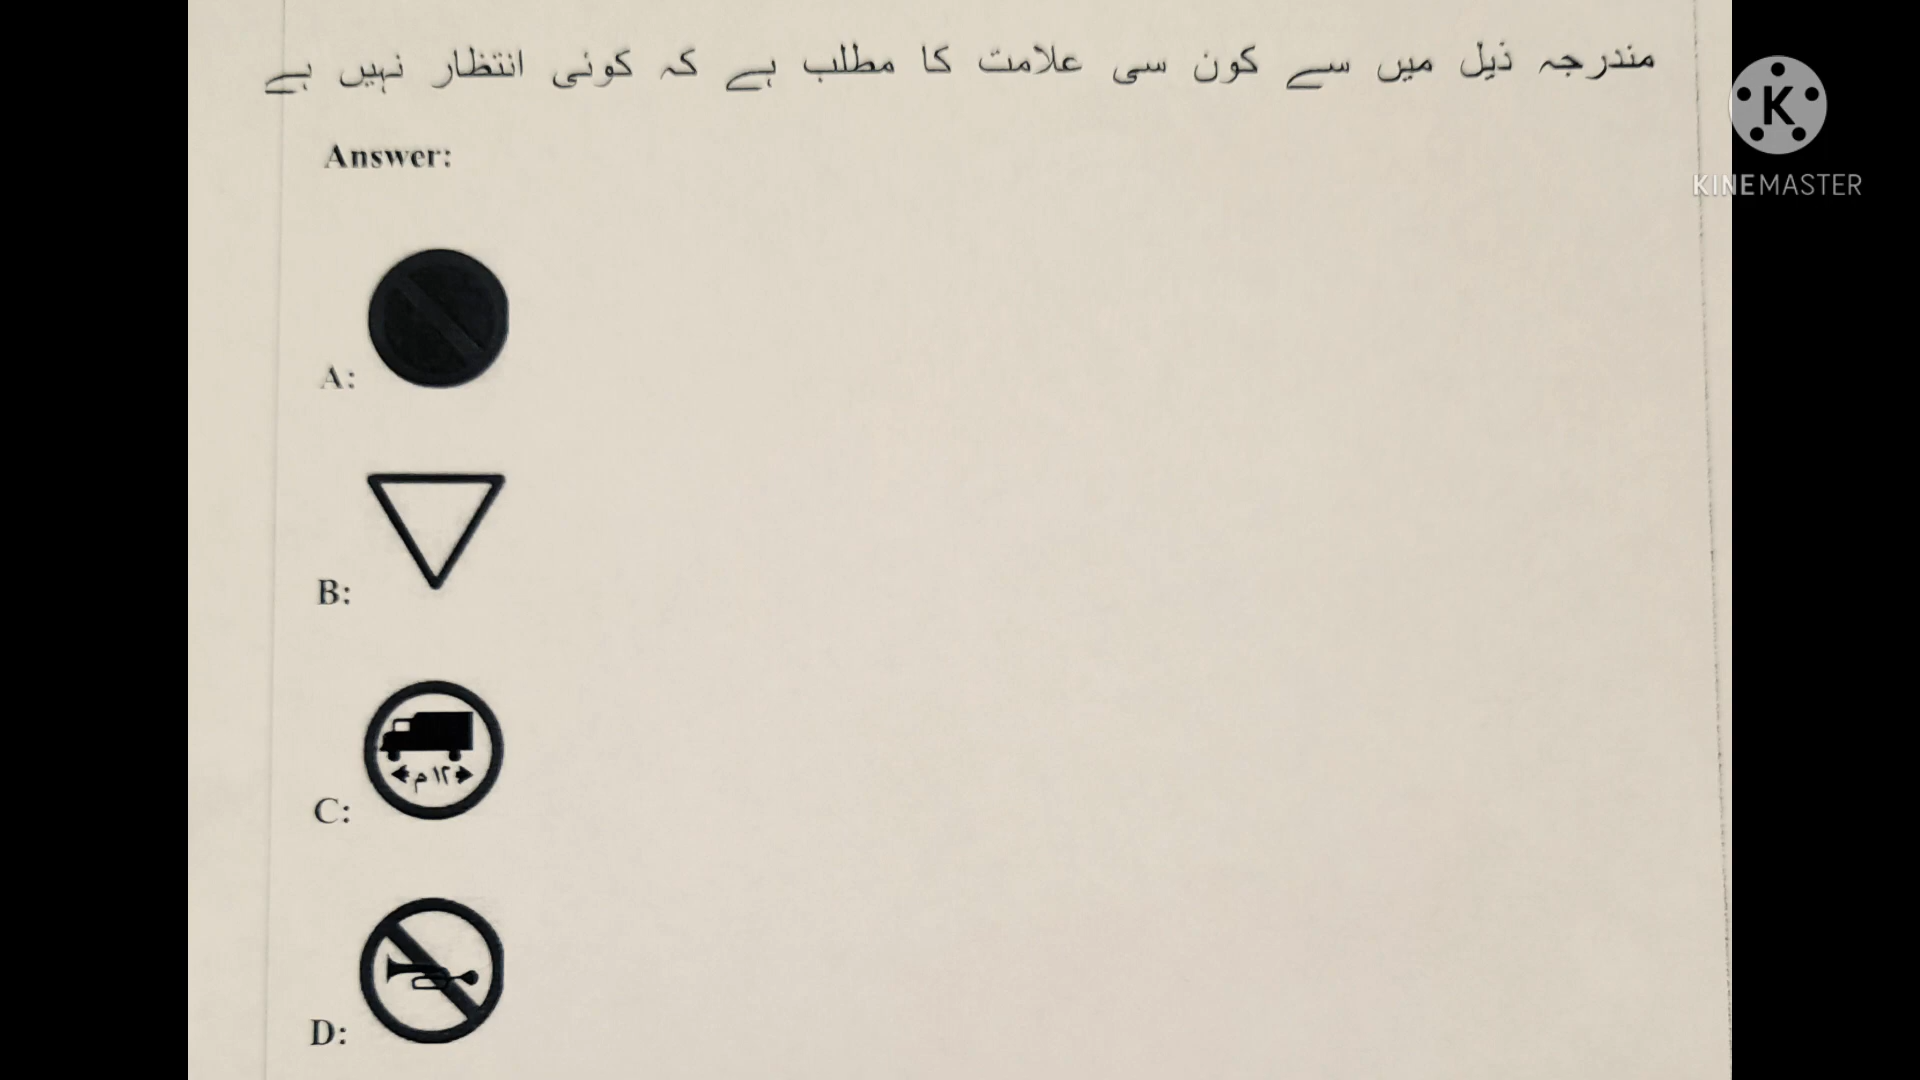 مندرجہ ذیل میں سے کون سی علامت کا مطلب ہے کہ کوئی انتظار نہیں ہے
K
KINEMASTER
Answer:
A:
B:
۱۲ م
C:
D: